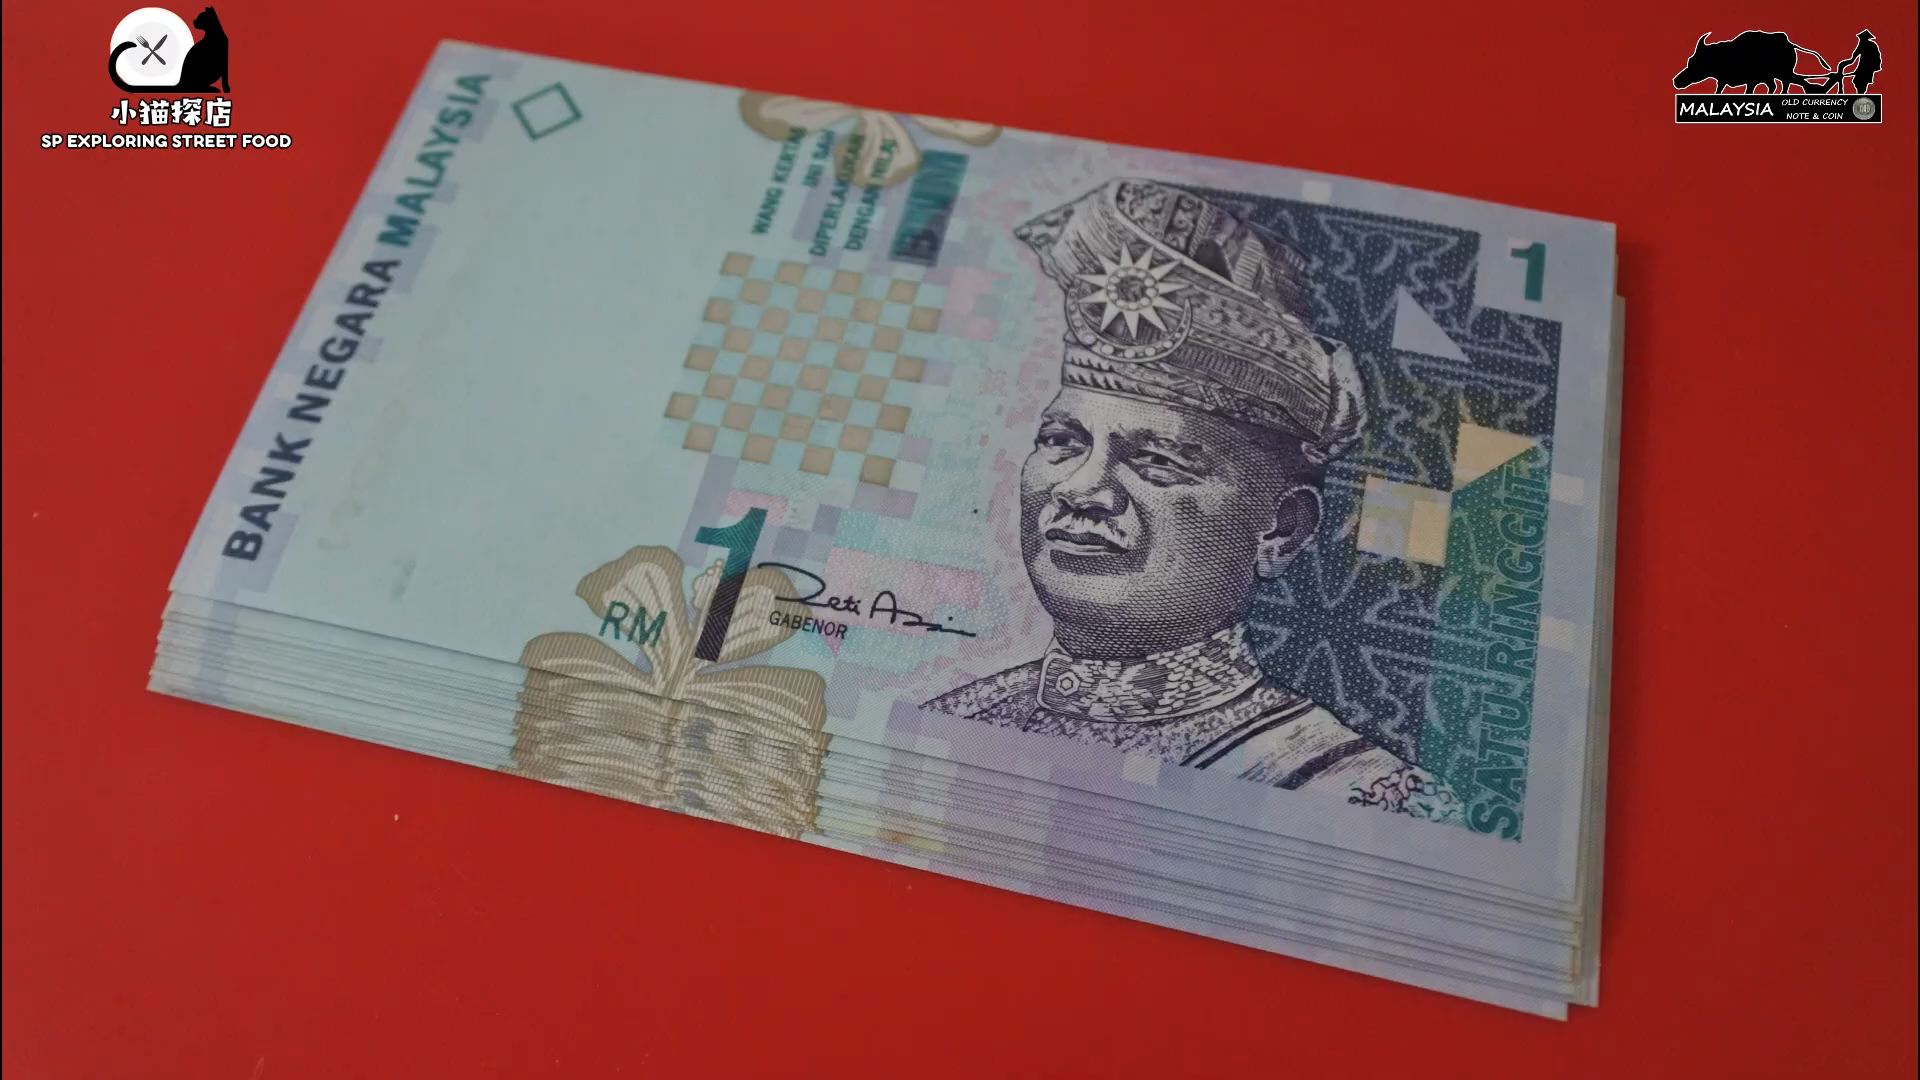 小猫探店
SP EXPLORING STREET FOOD
MALAYSIA
OLD CURRENCY
NOTE & COIN
BANK NEGARA MALAYSIA
WANG KERTAS
INI SAH
DIPERLAKUKAN
DENGAN NILAI
1
RM 1
GABENOR
SATU RINGGIT